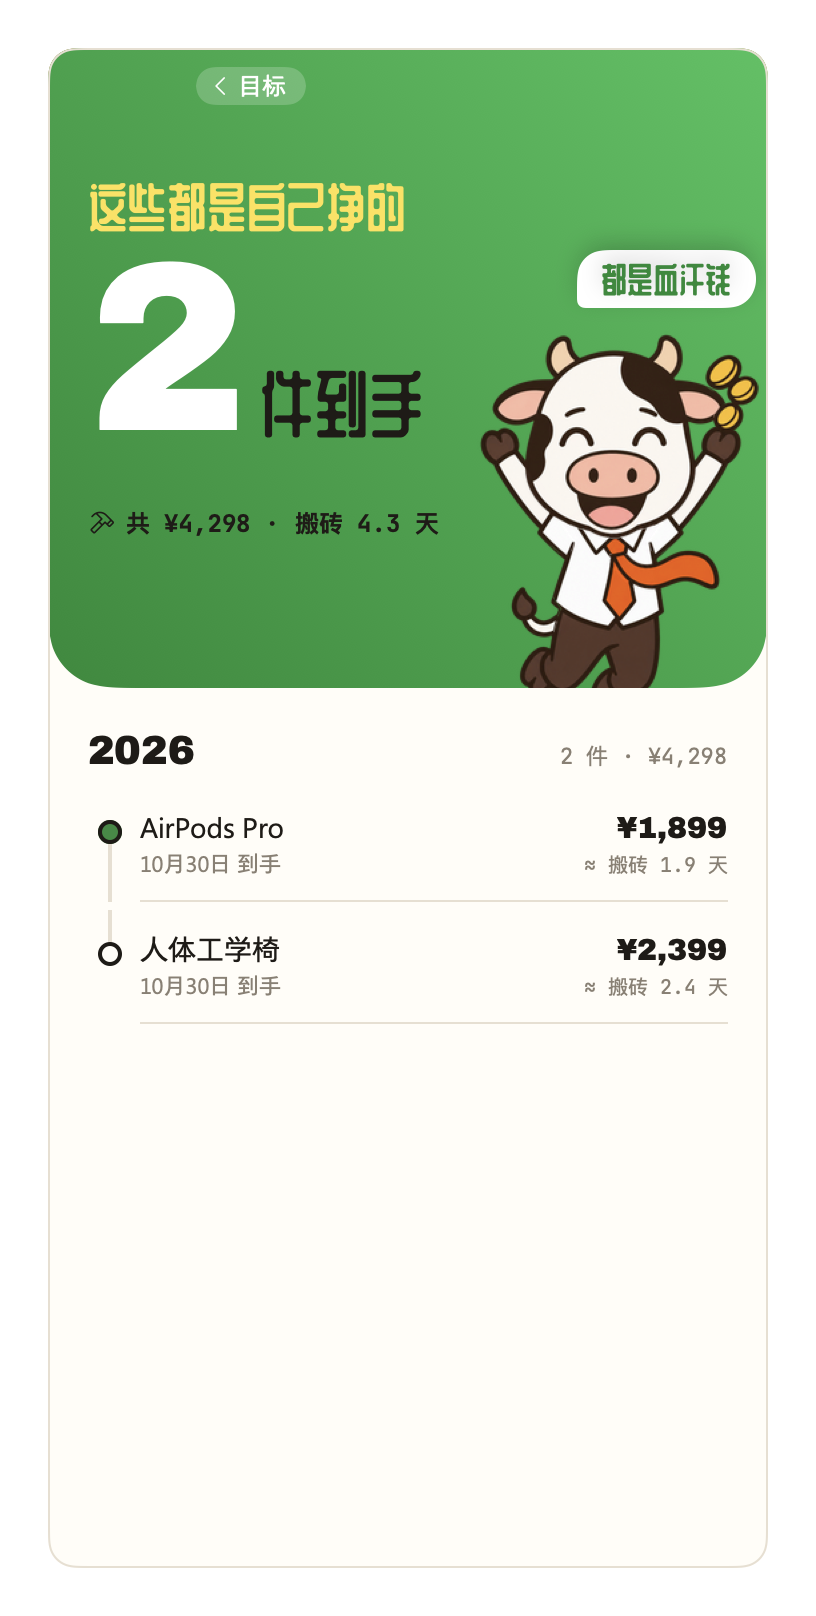 目标
这些都是自己挣的
都是血汗钱
2 件到手
共 ¥4,298 · 搬砖 4.3 天
2026
2 件 · ¥4,298
AirPods Pro
¥1,899
10月30日 到手
≈ 搬砖 1.9 天
人体工学椅
¥2,399
10月30日 到手
≈ 搬砖 2.4 天